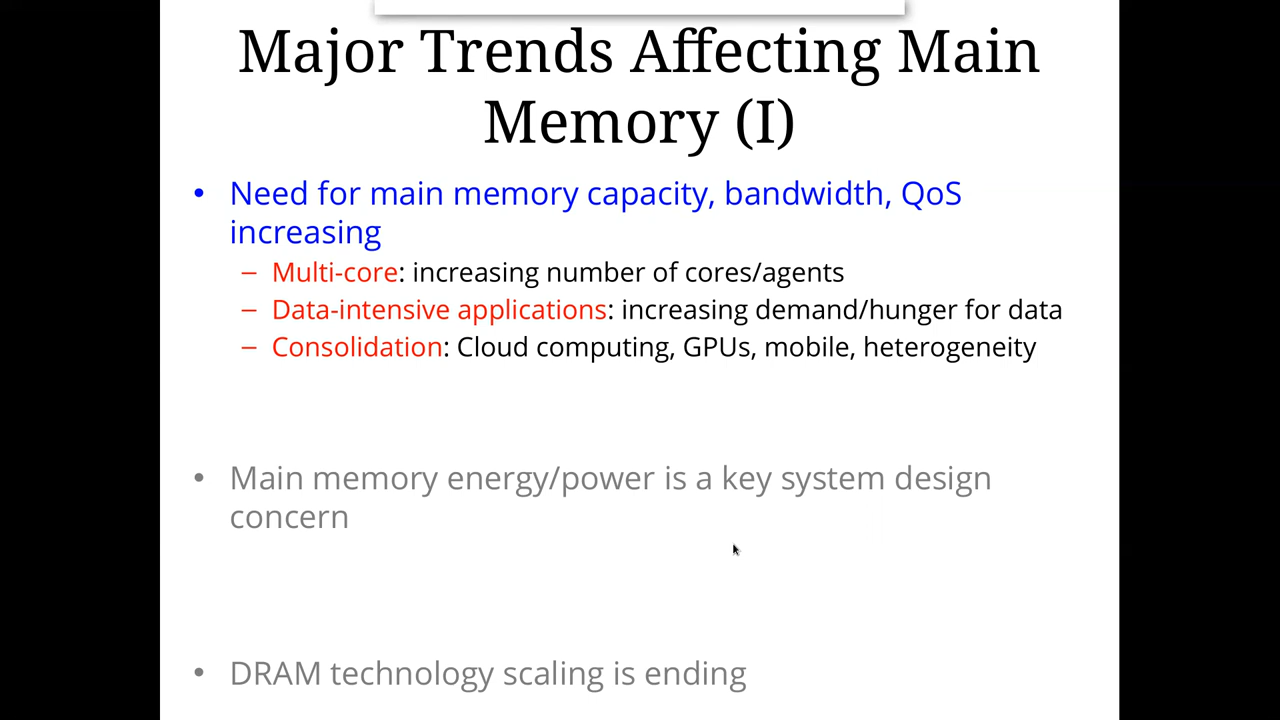 Major Trends Affecting Main
Memory (I)
• Need for main memory capacity, bandwidth, QoS
increasing
– Multi-core: increasing number of cores/agents
– Data-intensive applications: increasing demand/hunger for data
– Consolidation: Cloud computing, GPUs, mobile, heterogeneity
• Main memory energy/power is a key system design
concern
• DRAM technology scaling is ending